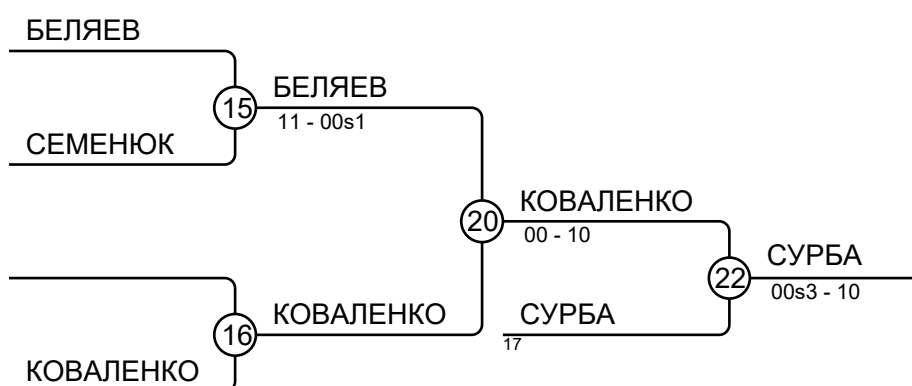 БЕЛЯЕВ
15
БЕЛЯЕВ
11 - 00s1
СЕМЕНЮК
20
КОВАЛЕНКО
00 - 10
22
СУРБА
00s3 - 10
16
КОВАЛЕНКО
СУРБА
17
КОВАЛЕНКО